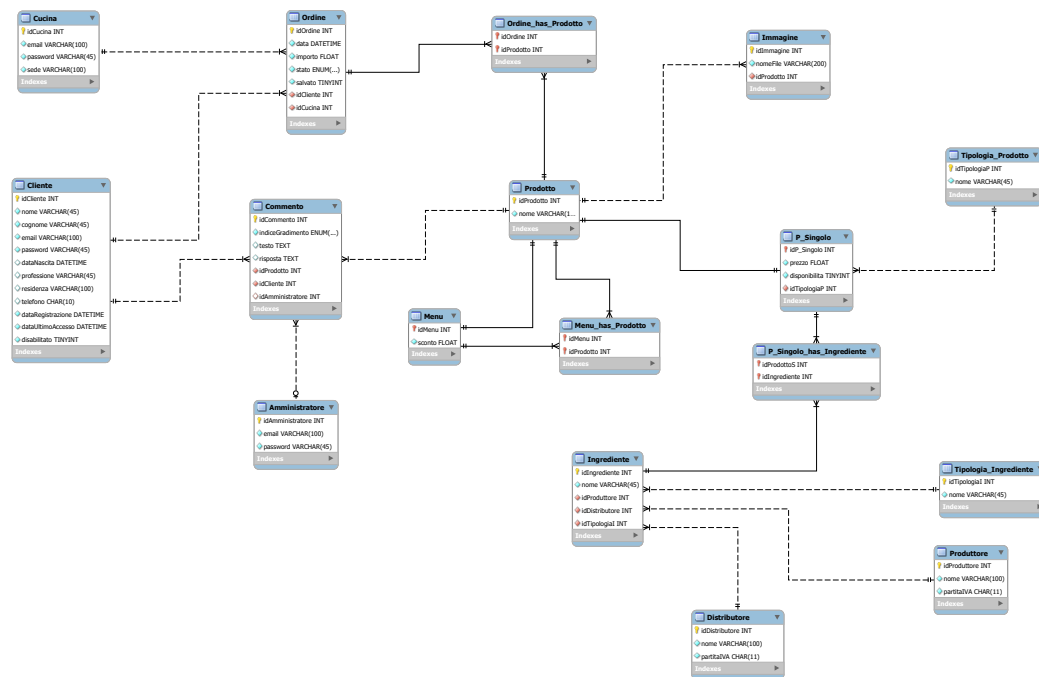 Cucina
idCucina INT
email VARCHAR(100)
password VARCHAR(45)
sede VARCHAR(100)
Indexes
Ordine
idOrdine INT
data DATETIME
importo FLOAT
stato ENUM(...)
salvato TINYINT
idCliente INT
idCucina INT
Indexes
Ordine_has_Prodotto
idOrdine INT
idProdotto INT
Indexes
Immagine
idImmagine INT
nomeFile VARCHAR(200)
idProdotto INT
Indexes
Tipologia_Prodotto
idTipologiaP INT
nome VARCHAR(45)
Indexes
Cliente
idCliente INT
nome VARCHAR(45)
cognome VARCHAR(45)
email VARCHAR(100)
password VARCHAR(45)
dataNascita DATETIME
professione VARCHAR(45)
residenza VARCHAR(100)
telefono CHAR(10)
dataRegistrazione DATETIME
dataUltimoAccesso DATETIME
disabilitato TINYINT
Indexes
Commento
idCommento INT
indiceGradimento ENUM(...)
testo TEXT
risposta TEXT
idProdotto INT
idCliente INT
idAmministratore INT
Indexes
Prodotto
idProdotto INT
nome VARCHAR(1...
Indexes
P_Singolo
idP_Singolo INT
prezzo FLOAT
disponibilita TINYINT
idTipologiaP INT
Indexes
Menu
idMenu INT
sconto FLOAT
Indexes
Menu_has_Prodotto
idMenu INT
idProdotto INT
Indexes
P_Singolo_has_Ingrediente
idProdottoS INT
idIngrediente INT
Indexes
Amministratore
idAmministratore INT
email VARCHAR(100)
password VARCHAR(45)
Indexes
Ingrediente
idIngrediente INT
nome VARCHAR(45)
idProduttore INT
idDistributore INT
idTipologiaI INT
Indexes
Tipologia_Ingrediente
idTipologiaI INT
nome VARCHAR(45)
Indexes
Produttore
idProduttore INT
nome VARCHAR(100)
partitaIVA CHAR(11)
Indexes
Distributore
idDistributore INT
nome VARCHAR(100)
partitaIVA CHAR(11)
Indexes